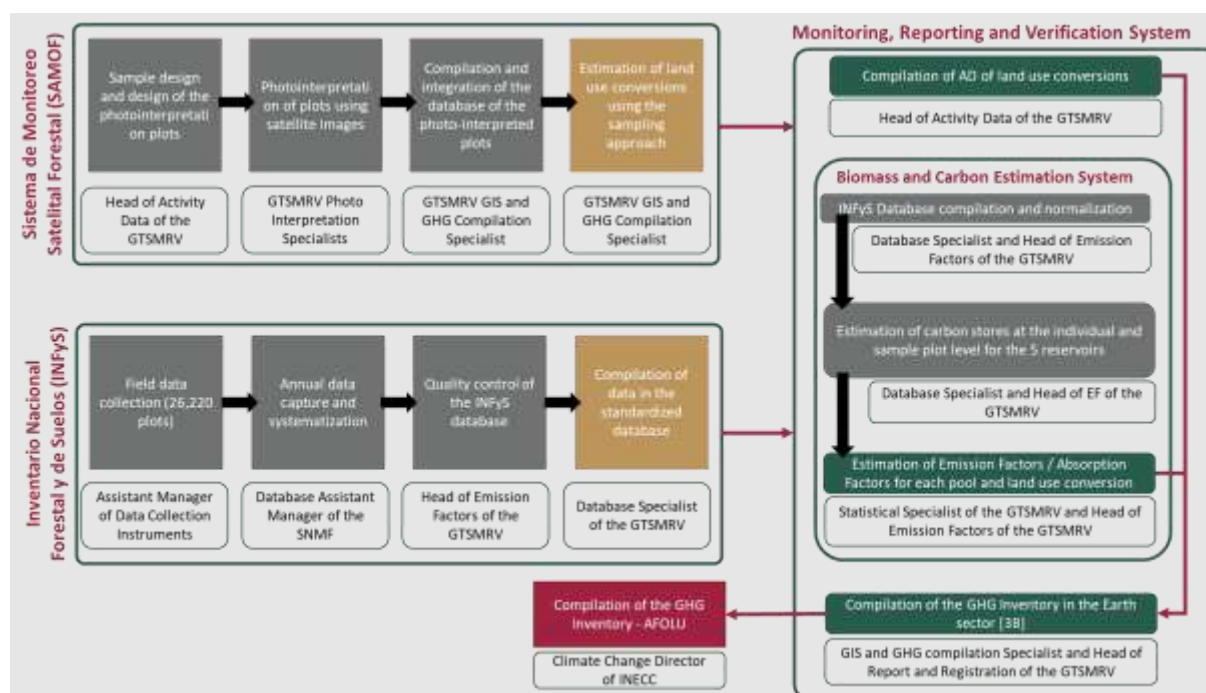 Sistema de Monitoreo
Satelital Forestal (SAMOF)
Sample design
and design of the
photointerpretati
on plots
Head of Activity
Data of the
GTSMRV
Photointerpretati
on of plots using
satellite images
GTSMRV Photo
Interpretation
Specialists
Compilation and
integration of the
database of the
photo-interpreted
plots
GTSMRV GIS and
GHG Compilation
Specialist
Estimation of land
use conversions
using the
sampling
approach
GTSMRV GIS and
GHG Compilation
Specialist
Inventario Nacional
Forestal y de Suelos (INFyS)
Field data
collection (26,220
plots)
Assistant Manager
of Data Collection
Instruments
Annual data
capture and
systematization
Database Assistant
Manager of the
SNMF
Quality control of
the INFyS
database
Head of Emission
Factors of the
GTSMRV
Compilation of
data in the
standardized
database
Database Specialist
of the GTSMRV
Monitoring, Reporting and Verification System
Compilation of AD of land use conversions
Head of Activity Data of the GTSMRV
Biomass and Carbon Estimation System
INFyS Database compilation and normalization
Database Specialist and Head of Emission
Factors of the GTSMRV
Estimation of carbon stores at the individual and
sample plot level for the 5 reservoirs
Database Specialist and Head of EF of the
GTSMRV
Estimation of Emission Factors / Absorption
Factors for each pool and land use conversion
Statistical Specialist of the GTSMRV and Head of
Emission Factors of the GTSMRV
Compilation of the GHG Inventory in the Earth
sector [3B]
GIS and GHG compilation Specialist and Head of
Report and Registration of the GTSMRV
Compilation of the GHG
Inventory - AFOLU
Climate Change Director
of INECC